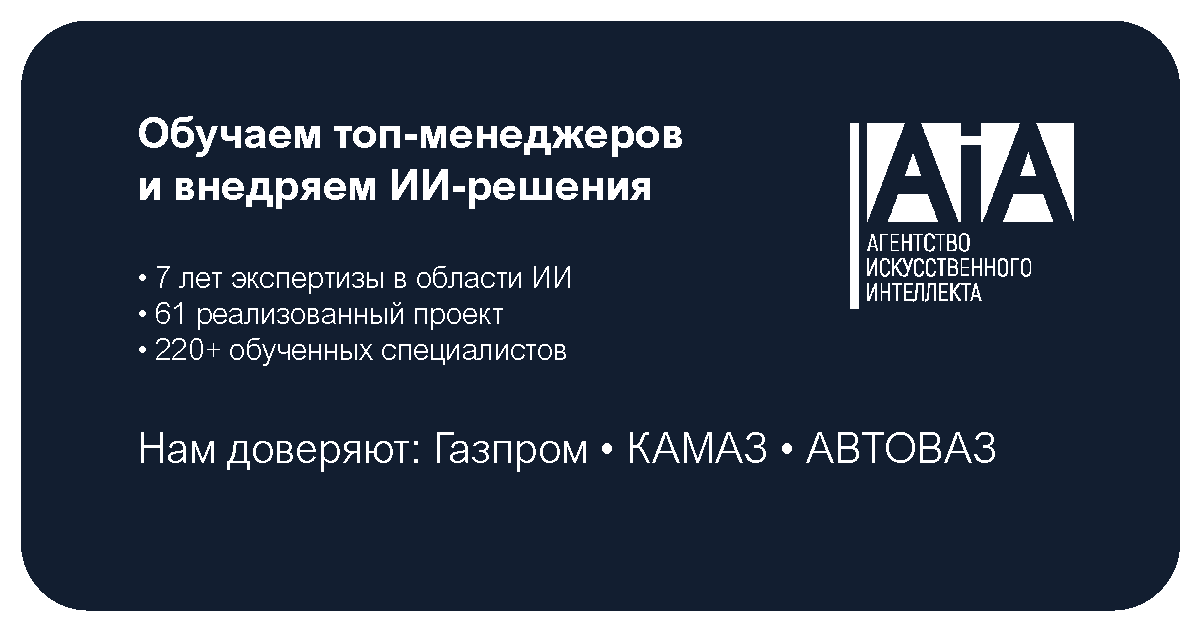 Обучаем топ-менеджеров
и внедряем ИИ-решения
• 7 лет экспертизы в области ИИ
• 61 реализованный проект
• 220+ обученных специалистов
Нам доверяют: Газпром • КАМАЗ • АВТОВАЗ
AiA
АГЕНТСТВО
ИСКУССТВЕННОГО
ИНТЕЛЛЕКТА